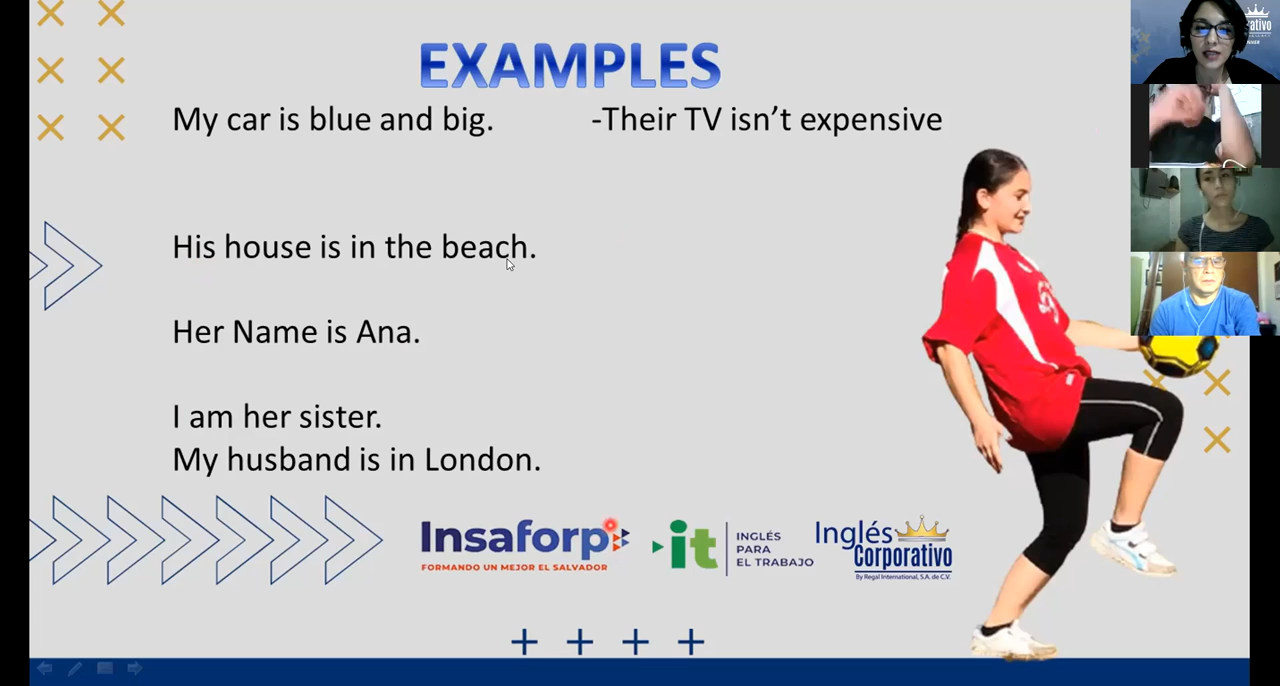 EXAMPLES
My car is blue and big. -Their TV isn’t expensive
His house is in the beach.
Her Name is Ana.
I am her sister.
My husband is in London.
Insaforp
FORMANDO UN MEJOR EL SALVADOR
it
INGLÉS
PARA
EL TRABAJO
Inglés
Corporativo
By Regal International, S.A. de C.V.